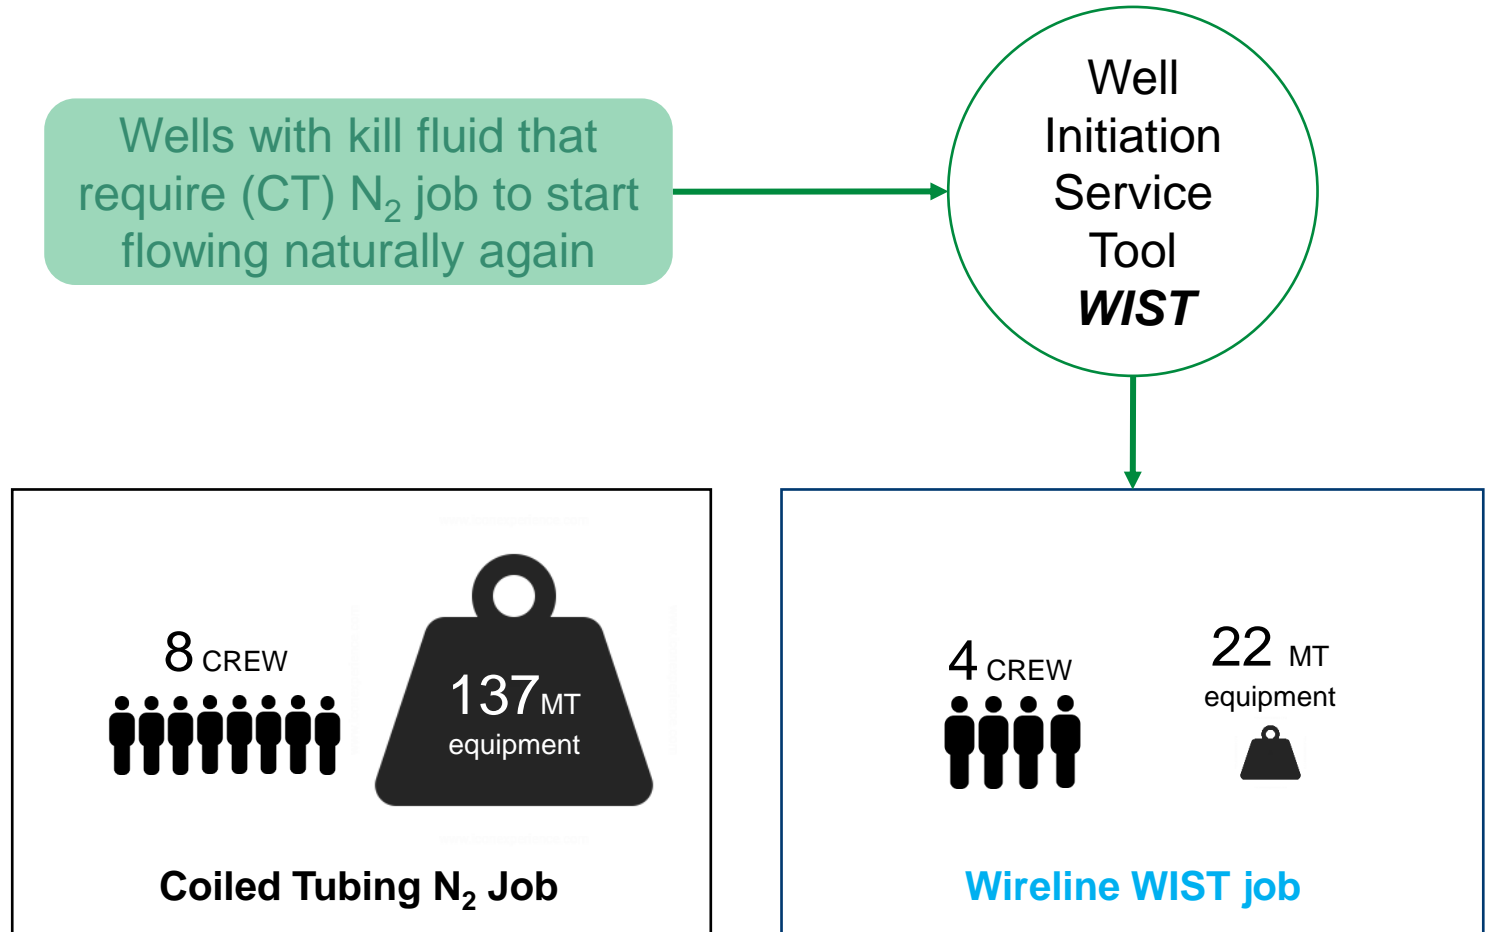 Wells with kill fluid that
require (CT) N₂ job to start
flowing naturally again
Well
Initiation
Service
Tool
WIST
8 CREW
137MT
equipment
Coiled Tubing N₂ Job
4 CREW
22 MT
equipment
Wireline WIST job